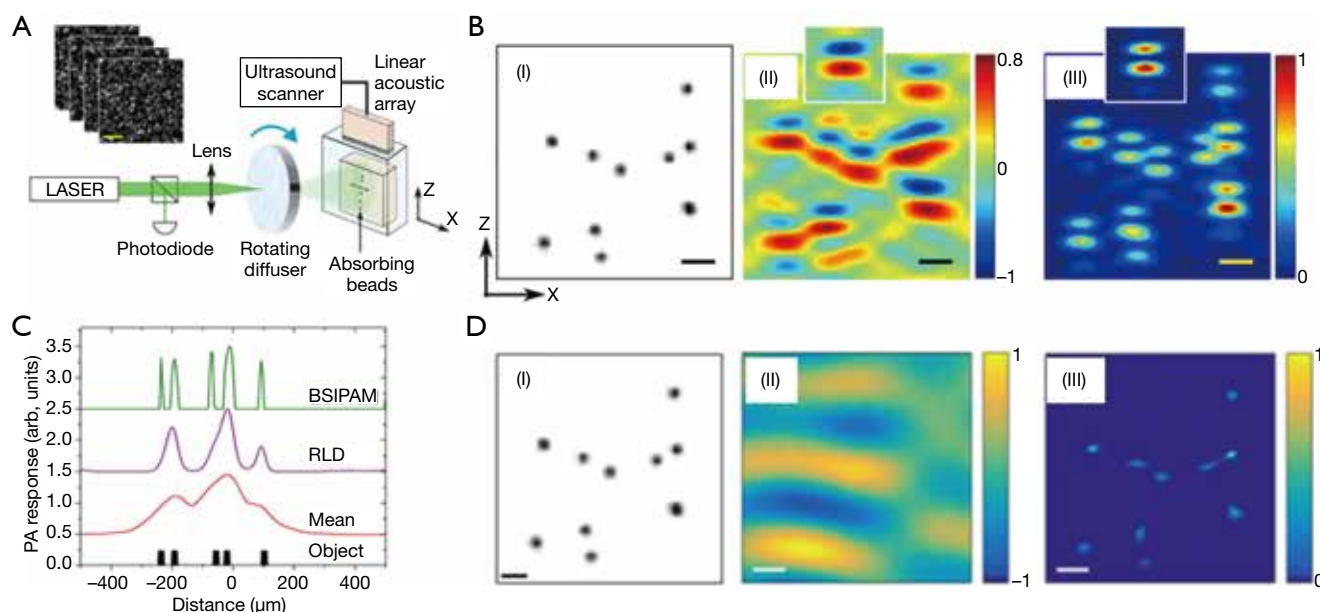 A
Ultrasound
scanner
Linear
acoustic
array
Lens
LASER
Photodiode
Rotating
diffuser
Absorbing
beads
Z
X
B
(I)
Z
X
(II)
0.8
0
–1
(III)
1
0
C
PA response (arb, units)
3.5
3.0
2.5
2.0
1.5
1.0
0.5
0.0
BSIPAM
RLD
Mean
Object
–400
–200
0
200
400
Distance (µm)
D
(I)
(II)
1
–1
(III)
1
0